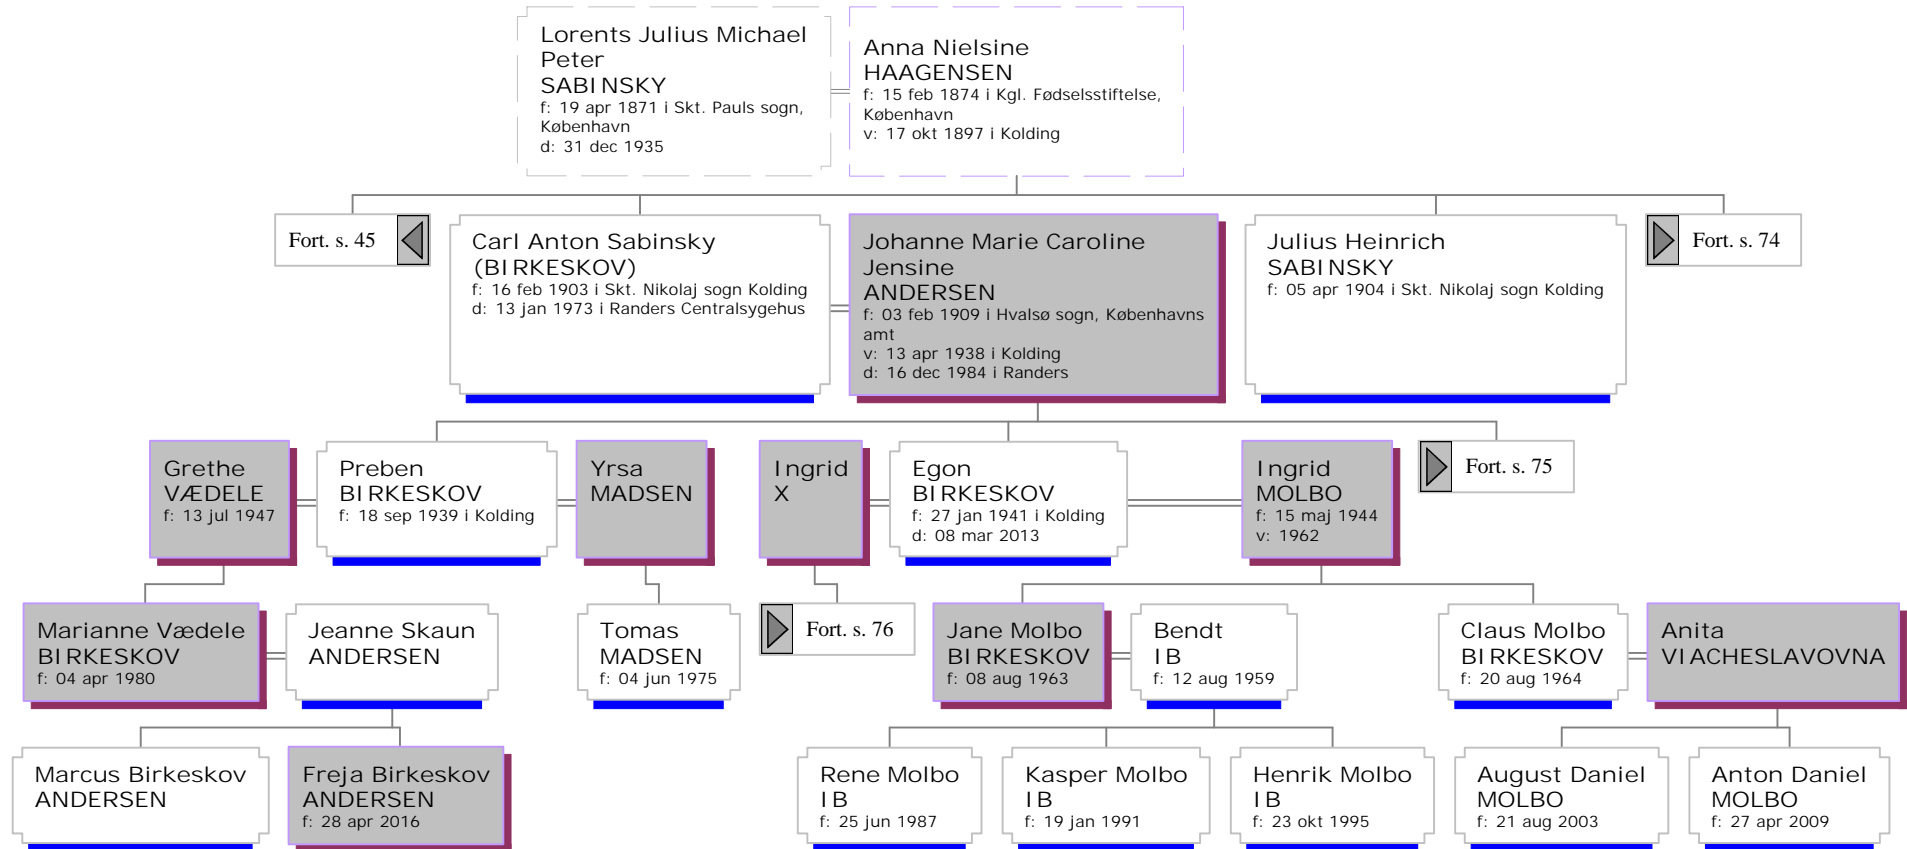 Lorents Julius Michael
Peter
SABINSKY
f: 19 apr 1871 i Skt. Pauls sogn,
København
d: 31 dec 1935
Anna Nielsine
HAAGENSEN
f: 15 feb 1874 i Kgl. Fødselsstiftelse,
København
v: 17 okt 1897 i Kolding
Fort. s. 45
Carl Anton Sabinsky
(BIRKESKOV)
f: 16 feb 1903 i Skt. Nikolaj sogn Kolding
d: 13 jan 1973 i Randers Centralsygehus
Johanne Marie Caroline
Jensine
ANDERSEN
f: 03 feb 1909 i Hvalsø sogn, Københavns
amt
v: 13 apr 1938 i Kolding
d: 16 dec 1984 i Randers
Julius Heinrich
SABINSKY
f: 05 apr 1904 i Skt. Nikolaj sogn Kolding
Fort. s. 74
Grethe
VÆDELE
f: 13 jul 1947
Preben
BIRKESKOV
f: 18 sep 1939 i Kolding
Yrsa
MADSEN
Ingrid
X
Egon
BIRKESKOV
f: 27 jan 1941 i Kolding
d: 08 mar 2013
Ingrid
MOLBO
f: 15 maj 1944
v: 1962
Fort. s. 75
Marianne Vædele
BIRKESKOV
f: 04 apr 1980
Jeanne Skaun
ANDERSEN
Tomas
MADSEN
f: 04 jun 1975
Fort. s. 76
Jane Molbo
BIRKESKOV
f: 08 aug 1963
Bendt
IB
f: 12 aug 1959
Claus Molbo
BIRKESKOV
f: 20 aug 1964
Anita
VIACHESLAVOVNA
Marcus Birkeskov
ANDERSEN
Freja Birkeskov
ANDERSEN
f: 28 apr 2016
Rene Molbo
IB
f: 25 jun 1987
Kasper Molbo
IB
f: 19 jan 1991
Henrik Molbo
IB
f: 23 okt 1995
August Daniel
MOLBO
f: 21 aug 2003
Anton Daniel
MOLBO
f: 27 apr 2009